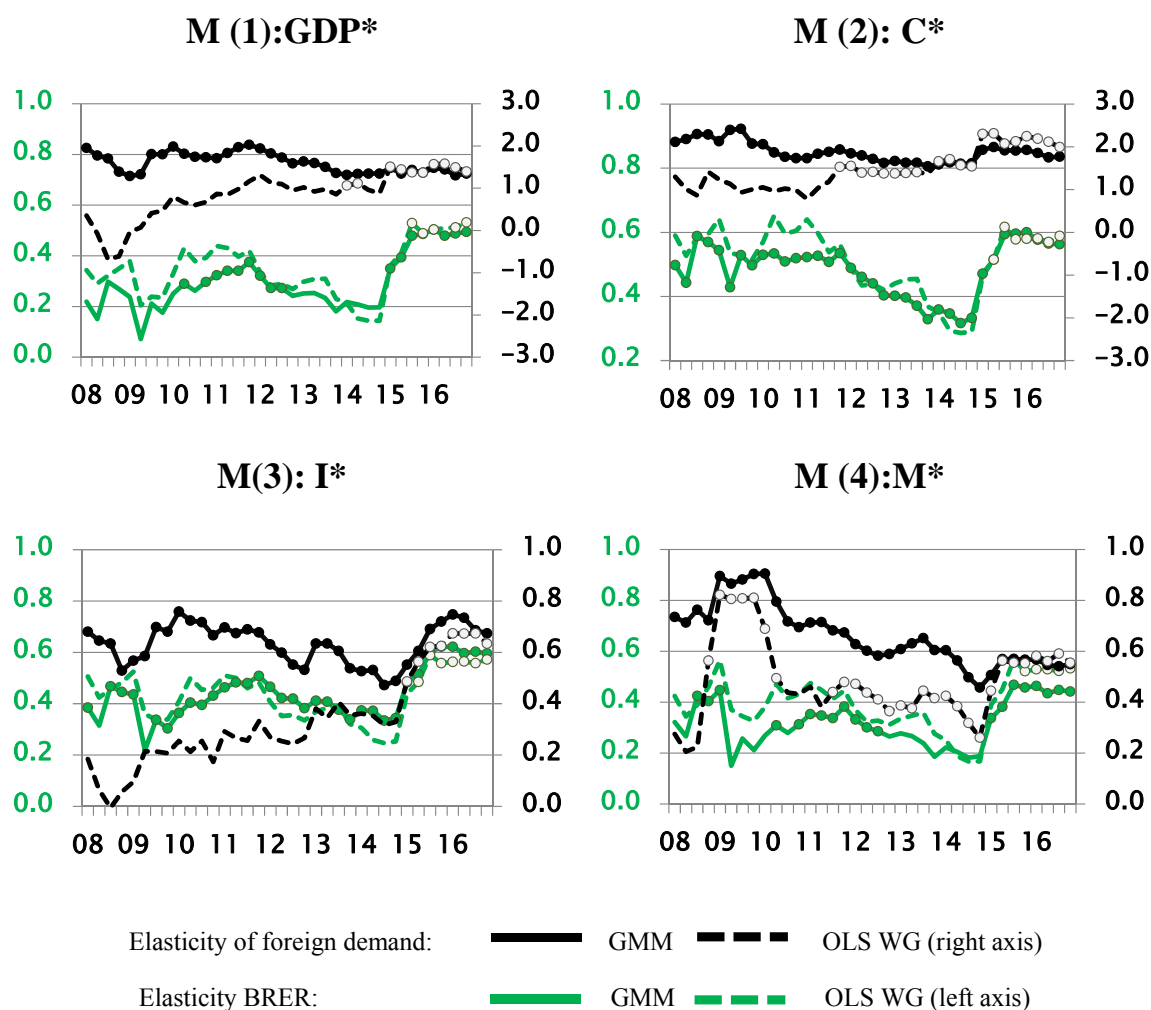 M (1):GDP*
M (2): C*
1.0 3.0 1.0 3.0
0.8 2.0 2.0
0.8 1.0 1.0
0.6 0.0 0.6 0.0
0.4 −1.0 −1.0
0.2 −2.0 0.4 −2.0
0.0 −3.0 0.2 −3.0
08 09 10 11 12 13 14 15 16
08 09 10 11 12 13 14 15 16
M(3): I*
M (4):M*
1.0 1.0 1.0 1.0
0.8 0.8 0.8 0.8
0.6 0.6 0.6 0.6
0.4 0.4 0.4 0.4
0.2 0.2 0.2 0.2
0.0 0.0 0.0 0.0
08 09 10 11 12 13 14 15 16
08 09 10 11 12 13 14 15 16
Elasticity of foreign demand: GMM OLS WG (right axis)
Elasticity BRER: GMM OLS WG (left axis)